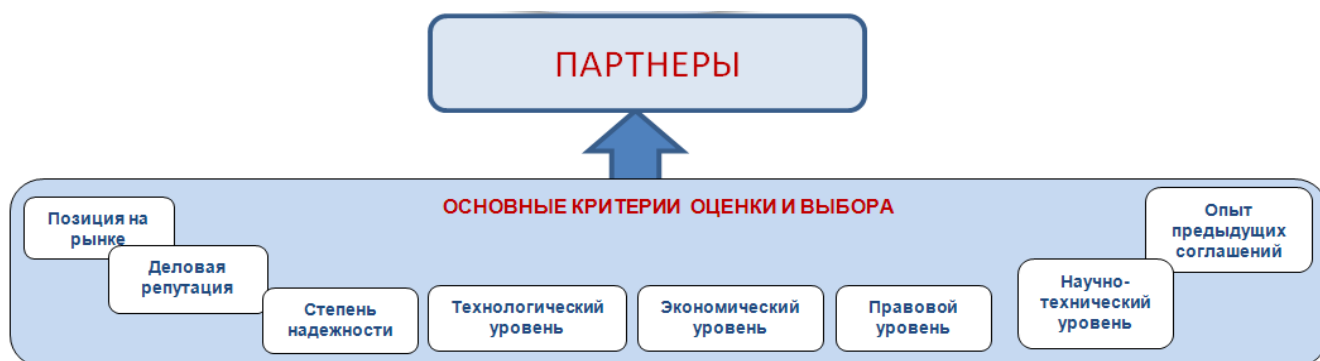 ПАРТНЕРЫ
ОСНОВНЫЕ КРИТЕРИИ ОЦЕНКИ И ВЫБОРА
Позиция на
рынке
Деловая
репутация
Степень
надежности
Технологический
уровень
Экономический
уровень
Правовой
уровень
Научно-
технический
уровень
Опыт
предыдущих
соглашений